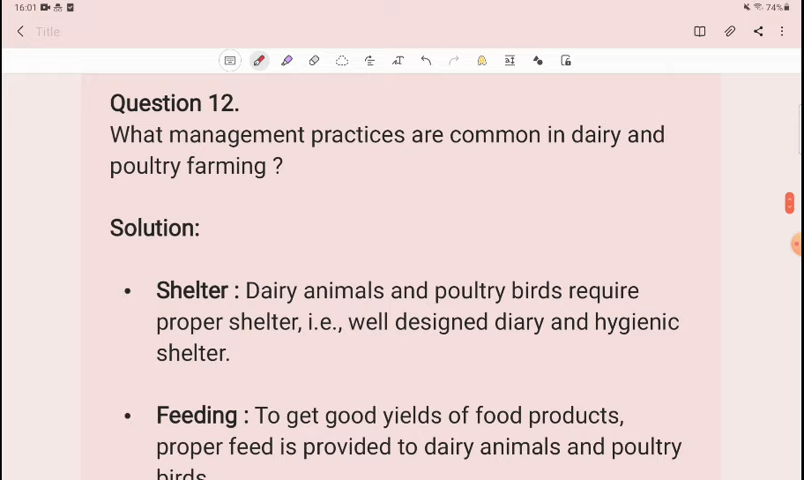 16:01 74%
Title
Question 12.
What management practices are common in dairy and
poultry farming ?
Solution:
• Shelter : Dairy animals and poultry birds require
proper shelter, i.e., well designed diary and hygienic
shelter.
• Feeding : To get good yields of food products,
proper feed is provided to dairy animals and poultry
birds.